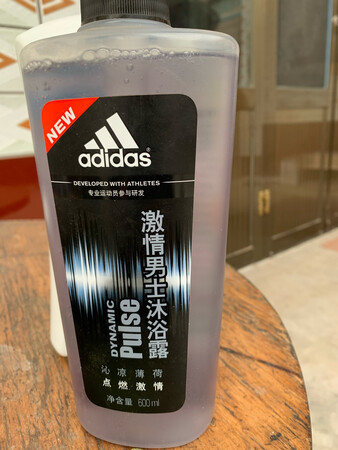 NEW
adidas
DEVELOPED WITH ATHLETES
专业运动员参与研发
激情男士沐浴露
DYNAMIC
Pulse
沁凉薄荷
点燃激情
净含量 600ml